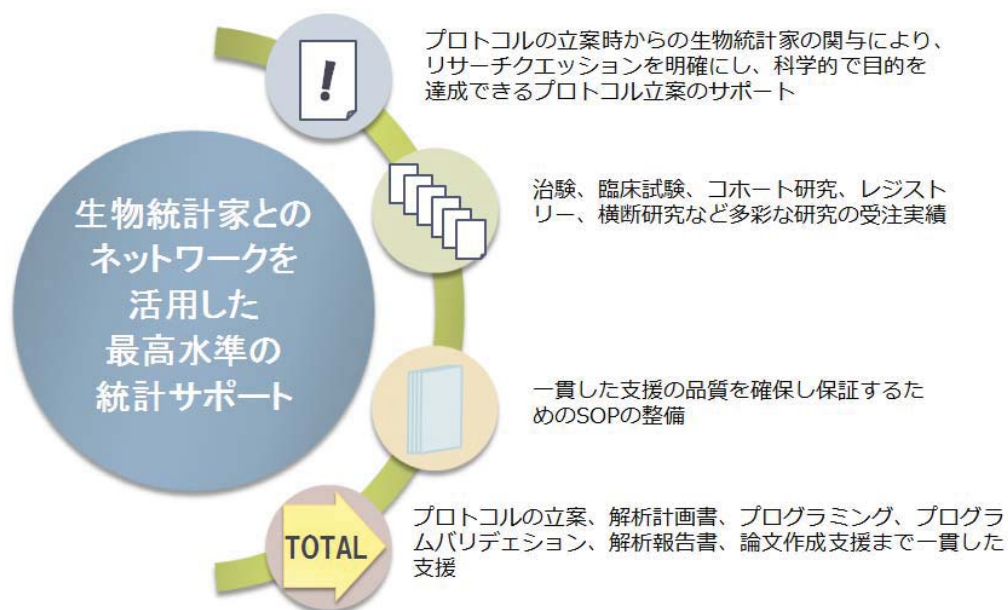 生物統計家との
ネットワークを
活用した
最高水準の
統計サポート
!
プロトコルの立案時からの生物統計家の関与により、
リサーチクエッションを明確にし、科学的で目的を
達成できるプロトコル立案のサポート
治験、臨床試験、コホート研究、レジスト
リー、横断研究など多彩な研究の受注実績
一貫した支援の品質を確保し保証するた
めのSOPの整備
TOTAL
プロトコルの立案、解析計画書、プログラミング、プログラ
ムバリデェション、解析報告書、論文作成支援まで一貫した
支援